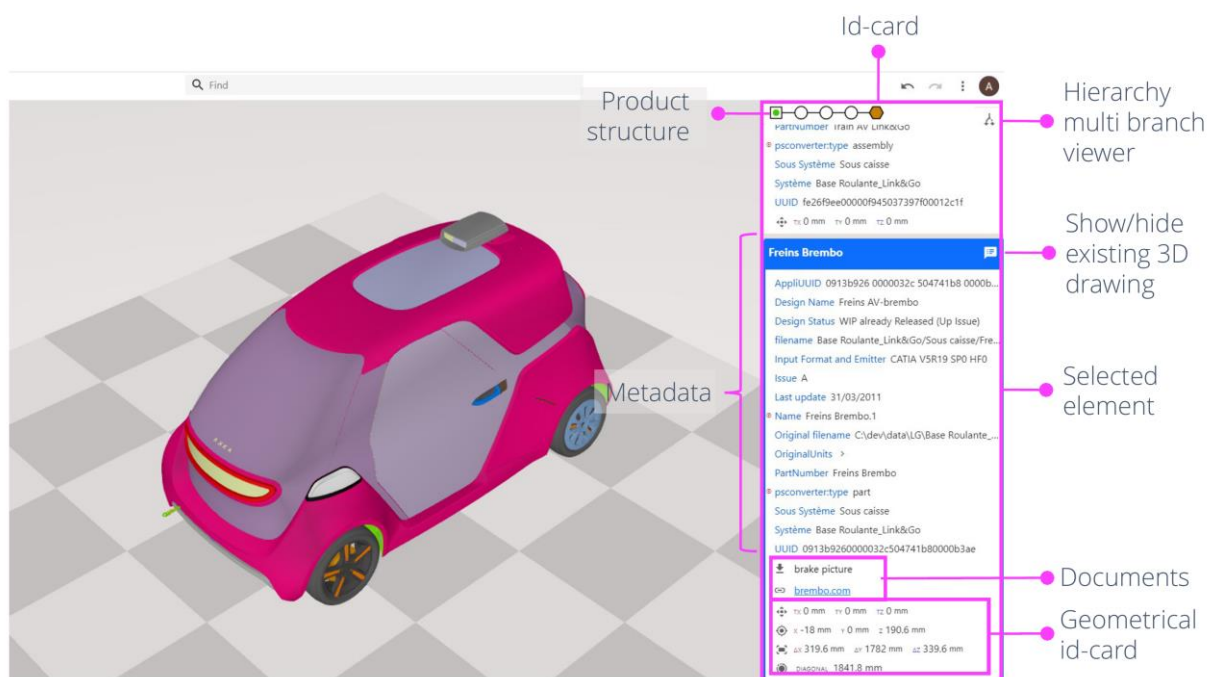 Id-card
Find
A
Product
structure
Hierarchy
multi branch
viewer
PartNumber Train AV Link&Go
psconverter:type assembly
Sous Système Sous caisse
Système Base Roulante_Link&Go
UUID fe26f9ee00000f945037397f00012c1f
TX 0 mm TY 0 mm TZ 0 mm
Show/hide
existing 3D
drawing
Freins Brembo
AppliUUID 0913b926 0000032c 504741b8 0000b...
Design Name Freins AV-brembo
Design Status WIP already Released (Up Issue)
filename Base Roulante_Link&Go/Sous caisse/Fre...
Input Format and Emitter CATIA V5R19 SP0 HF0
Issue A
Last update 31/03/2011
Name Freins Brembo.1
Original filename C:\dev\data\LG\Base Roulante_...
OriginalUnits >
PartNumber Freins Brembo
psconverter:type part
Sous Système Sous caisse
Système Base Roulante_Link&Go
UUID 0913b9260000032c504741b80000b3ae
Metadata
Selected
element
brake picture
brembo.com
Documents
TX 0 mm TY 0 mm TZ 0 mm
X -18 mm Y 0 mm Z 190.6 mm
ΔX 319.6 mm ΔY 1782 mm ΔZ 339.6 mm
DIAGONAL 1841.8 mm
Geometrical
id-card